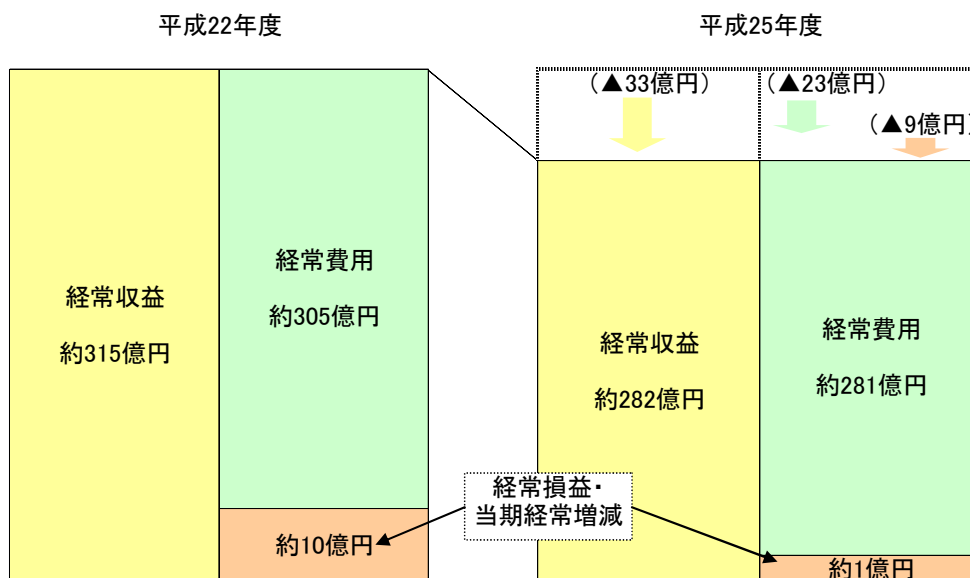 平成22年度
平成25年度
（▲33億円）
（▲23億円）
（▲9億円）
経常収益
約315億円
経常費用
約305億円
約10億円
経常収益
約282億円
経常費用
約281億円
約1億円
経常損益・
当期経常増減